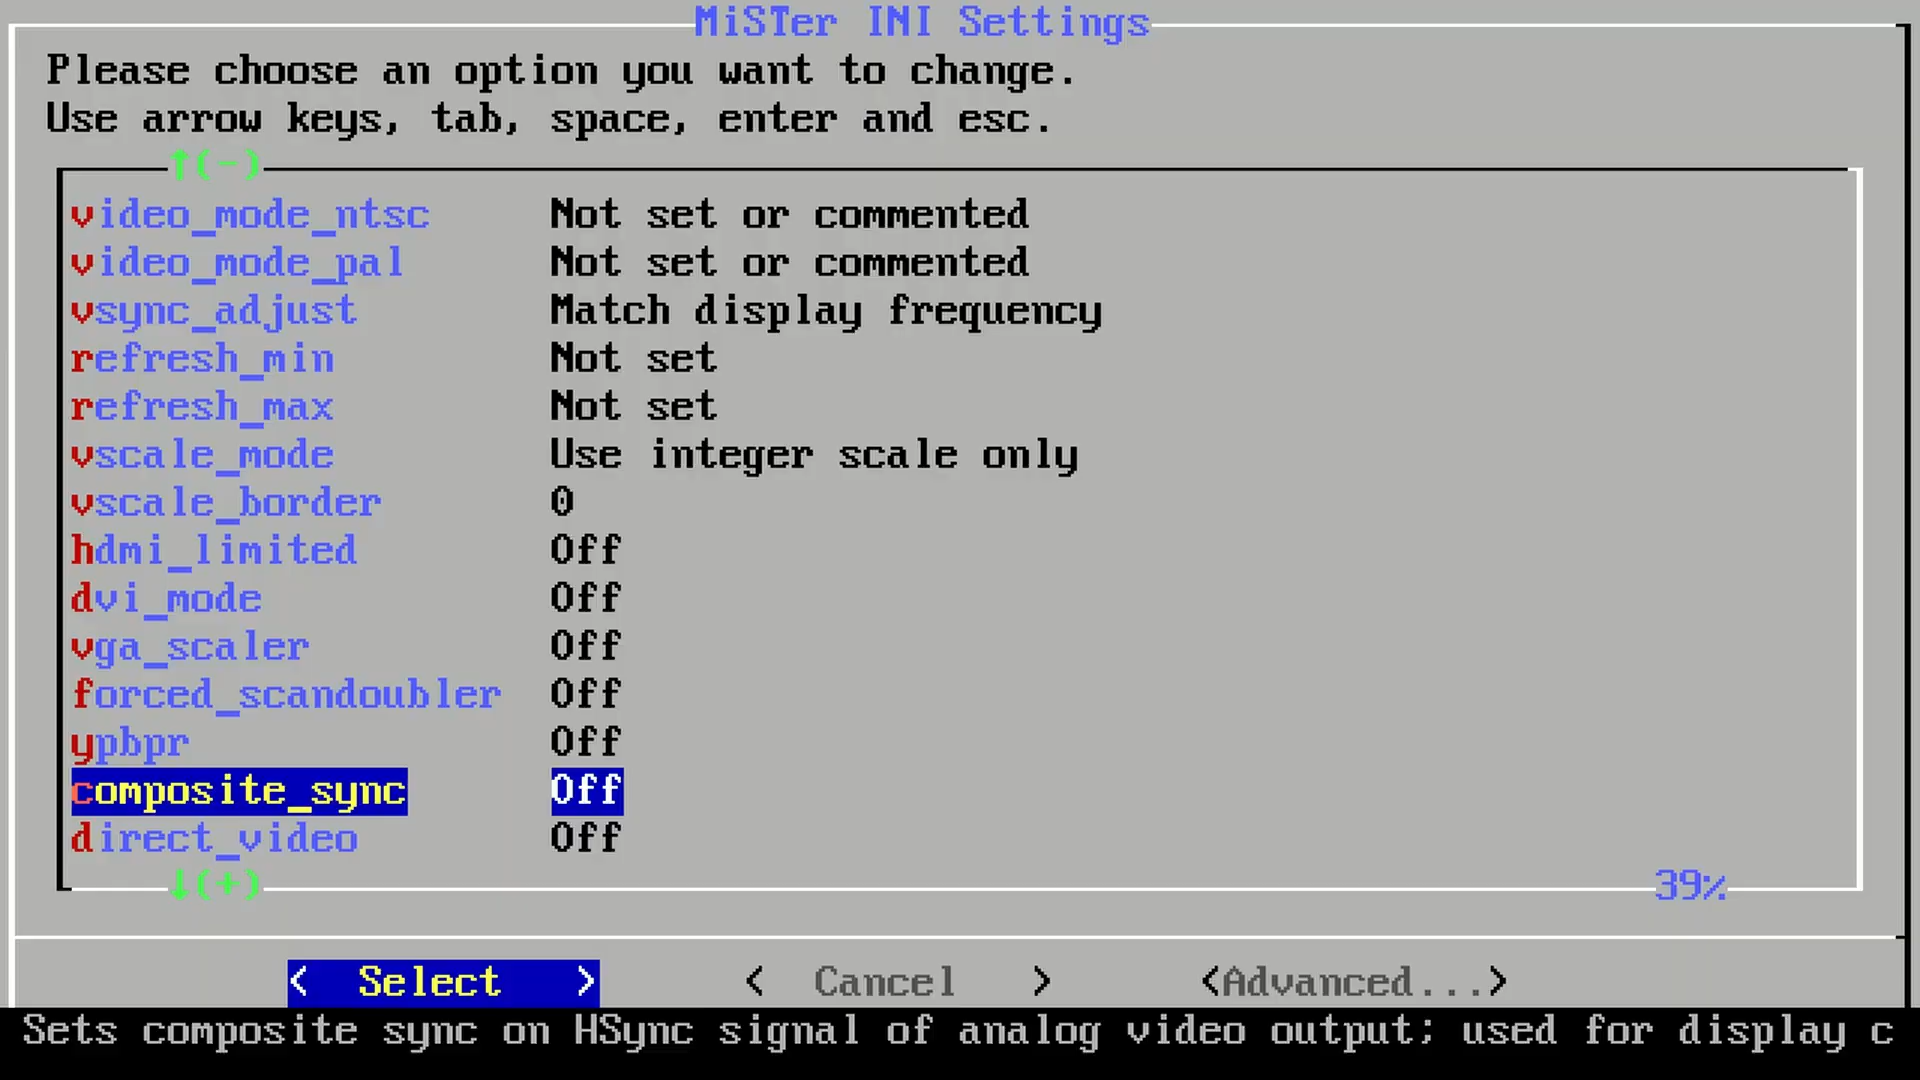 MiSTer INI Settings
Please choose an option you want to change.
Use arrow keys, tab, space, enter and esc.
↑(-)
video_mode_ntsc Not set or commented
video_mode_pal Not set or commented
vsync_adjust Match display frequency
refresh_min Not set
refresh_max Not set
vscale_mode Use integer scale only
vscale_border 0
hdmi_limited Off
dvi_mode Off
vga_scaler Off
forced_scandoubler Off
ypbpr Off
composite_sync Off
direct_video Off
↓(+) 39%
< Select > < Cancel > <Advanced...>
Sets composite sync on HSync signal of analog video output; used for display c